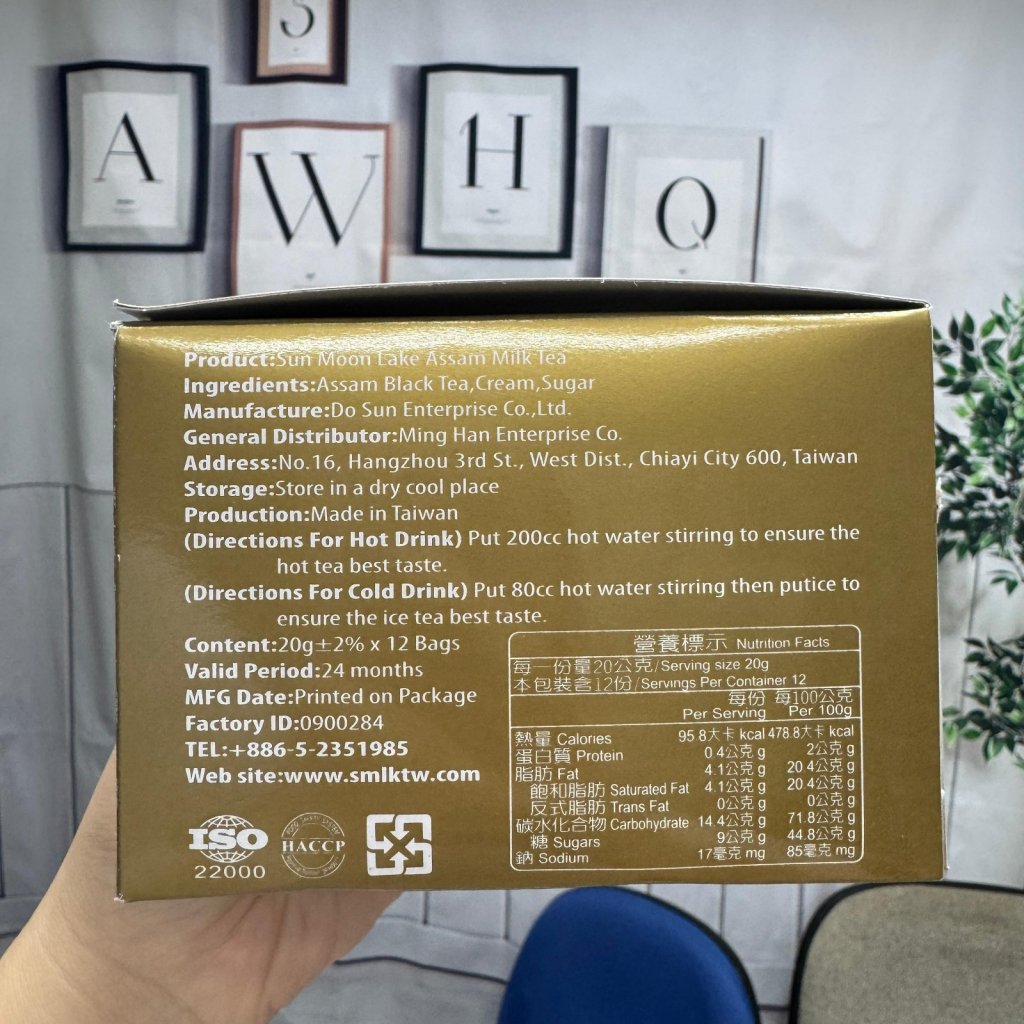 S
A
W
H
Q
Product:Sun Moon Lake Assam Milk Tea
Ingredients:Assam Black Tea,Cream,Sugar
Manufacture:Do Sun Enterprise Co.,Ltd.
General Distributor:Ming Han Enterprise Co.
Address:No.16, Hangzhou 3rd St., West Dist., Chiayi City 600, Taiwan
Storage:Store in a dry cool place
Production:Made in Taiwan
(Directions For Hot Drink) Put 200cc hot water stirring to ensure the
hot tea best taste.
(Directions For Cold Drink) Put 80cc hot water stirring then putice to
ensure the ice tea best taste.
Content:20g±2% x 12 Bags
Valid Period:24 months
MFG Date:Printed on Package
Factory ID:0900284
TEL:+886-5-2351985
Web site:www.smlktw.com
ISO
22000
HACCP
營養標示 Nutrition Facts
每一份量20公克/Serving size 20g
本包裝含12份/Servings Per Container 12
每份 每100公克
Per Serving Per 100g
熱量 Calories 95.8大卡 kcal 478.8大卡 kcal
蛋白質 Protein 0.4公克 g 2公克 g
脂肪 Fat 4.1公克 g 20.4公克 g
飽和脂肪 Saturated Fat 4.1公克 g 20.4公克 g
反式脂肪 Trans Fat 0公克 g 0公克 g
碳水化合物 Carbohydrate 14.4公克 g 71.8公克 g
糖 Sugars 9公克 g 44.8公克 g
鈉 Sodium 17毫克 mg 85毫克 mg